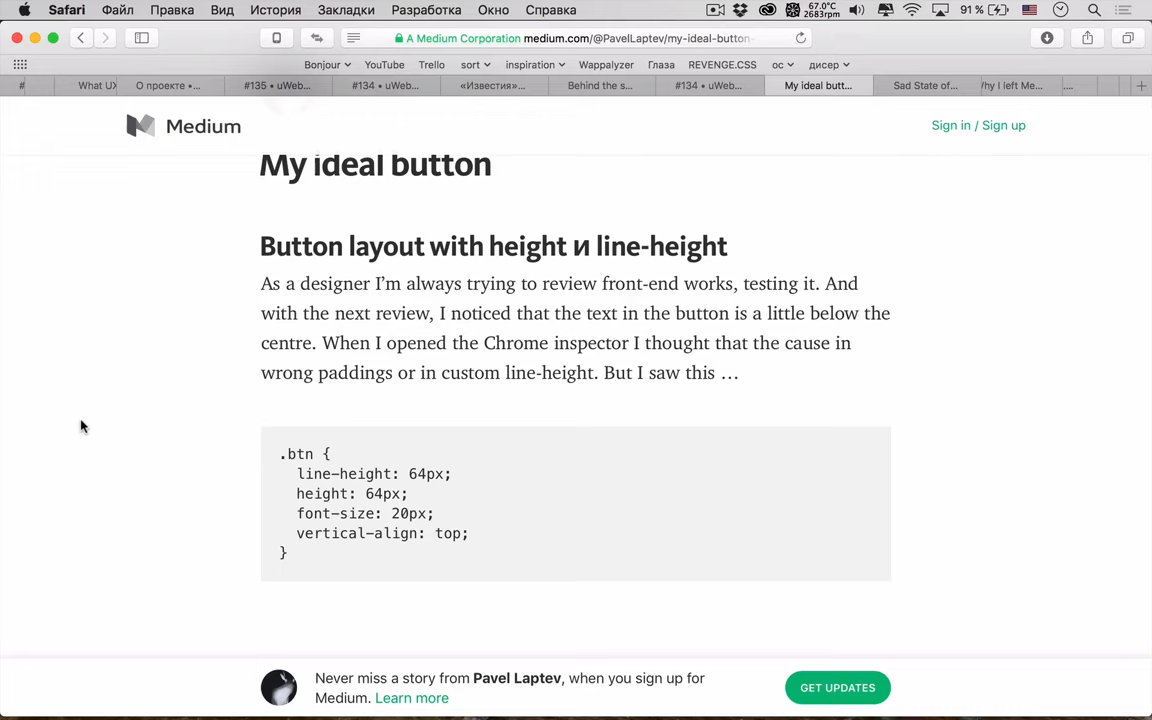 Safari Файл Правка Вид История Закладки Разработка Окно Справка 67.0°C 2683rpm 91 %
A Medium Corporation medium.com/@PavelLaptev/my-ideal-button-
Bonjour YouTube Trello sort inspiration Wappalyzer Глаза REVENGE.CSS ос дисер
# What UX О проекте •... #135 • uWeb... #134 • uWeb... «Известия»... Behind the s... #134 • uWeb... My ideal butt... Sad State of... Why I left Me... ....
Medium
Sign in / Sign up
My ideal button
Button layout with height и line-height
As a designer I’m always trying to review front-end works, testing it. And
with the next review, I noticed that the text in the button is a little below the
centre. When I opened the Chrome inspector I thought that the cause in
wrong paddings or in custom line-height. But I saw this …
.btn {
line-height: 64px;
height: 64px;
font-size: 20px;
vertical-align: top;
}
Never miss a story from Pavel Laptev, when you sign up for
Medium. Learn more
GET UPDATES